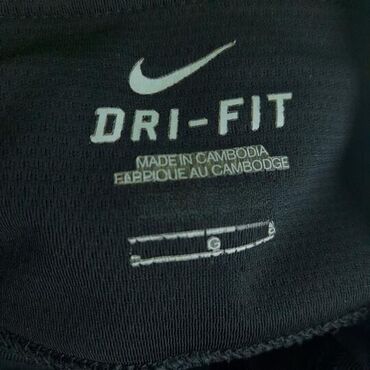 DRI-FIT
MADE IN CAMBODIA
FABRIQUE AU CAMBODGE
G